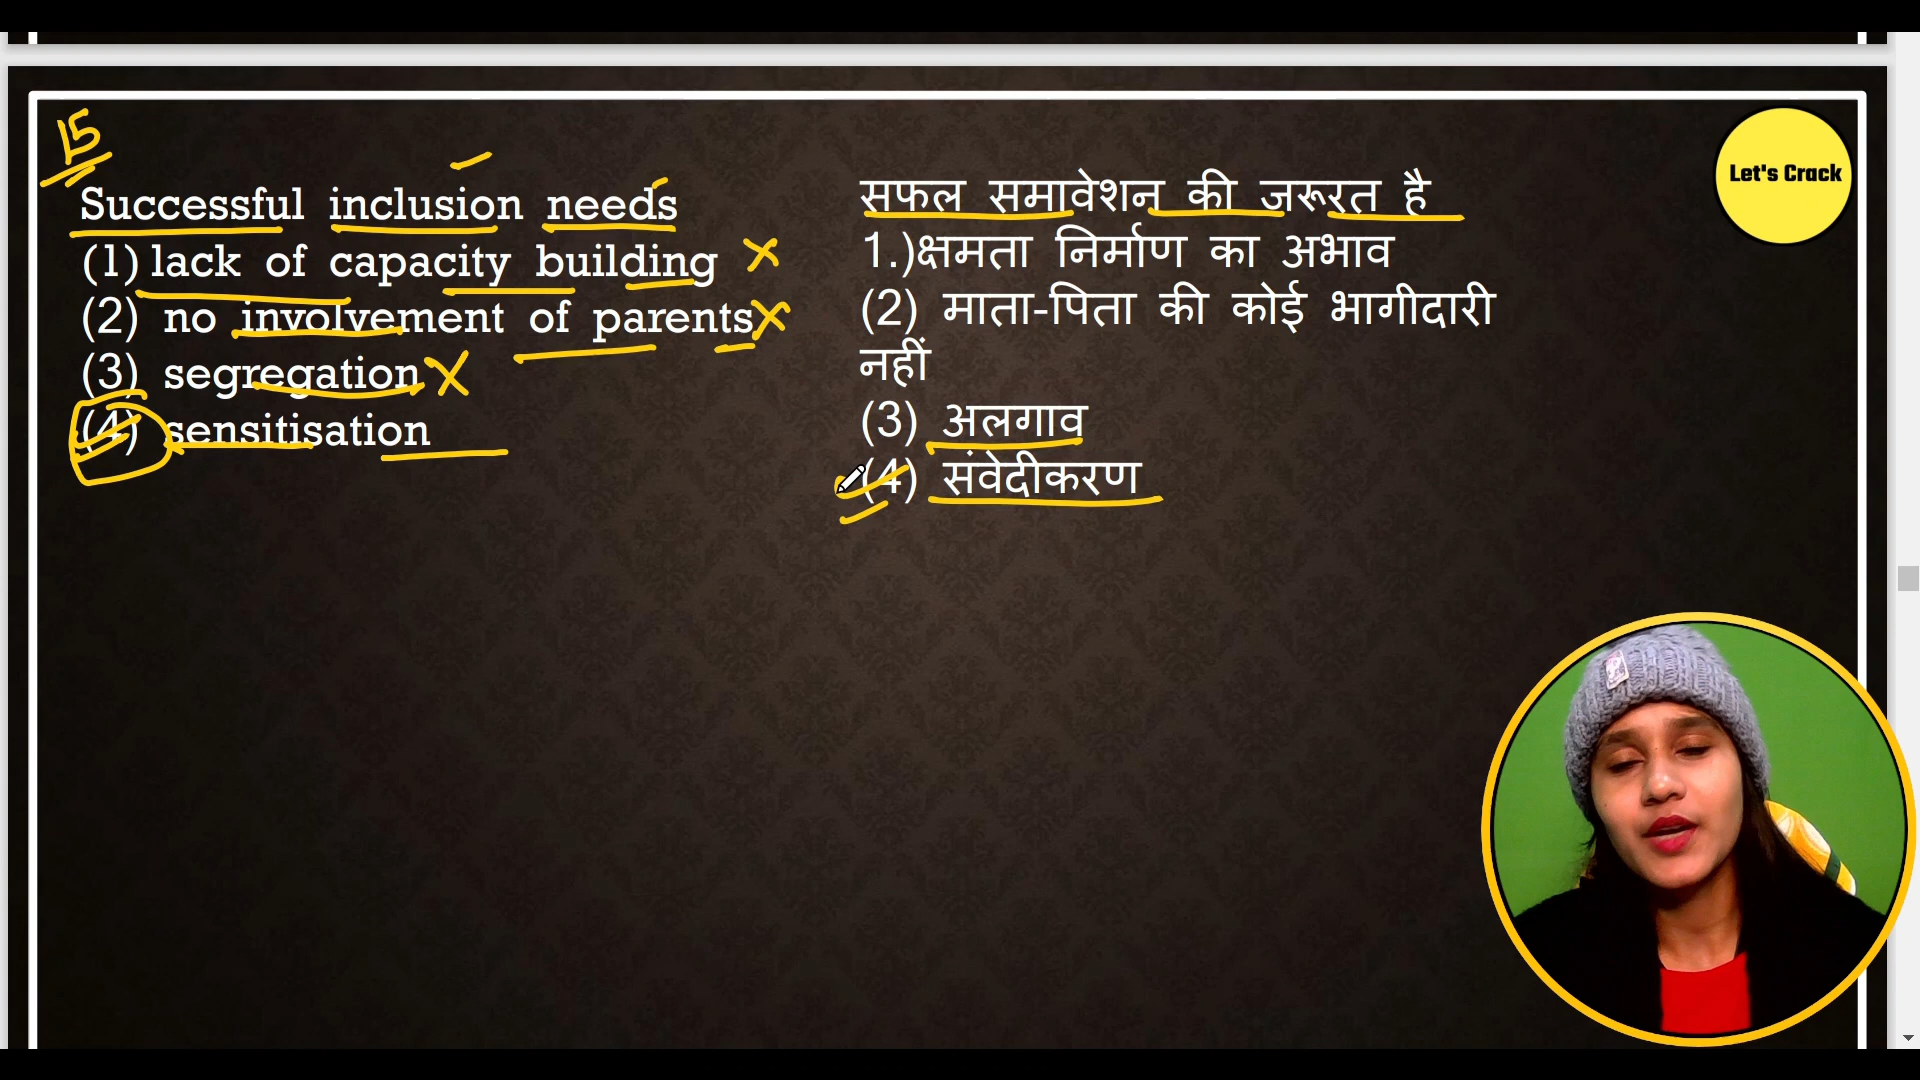 15
Successful inclusion needs
(1) lack of capacity building
(2) no involvement of parents
(3) segregation
(4) sensitisation
सफल समावेशन की जरूरत है
1.)क्षमता निर्माण का अभाव
(2) माता-पिता की कोई भागीदारी
नहीं
(3) अलगाव
(4) संवेदीकरण
Let's Crack